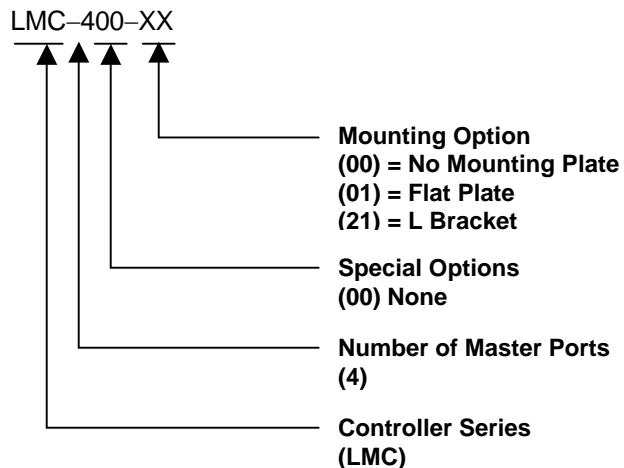 LMC–400–XX
Mounting Option
(00) = No Mounting Plate
(01) = Flat Plate
(21) = L Bracket
Special Options
(00) None
Number of Master Ports
(4)
Controller Series
(LMC)